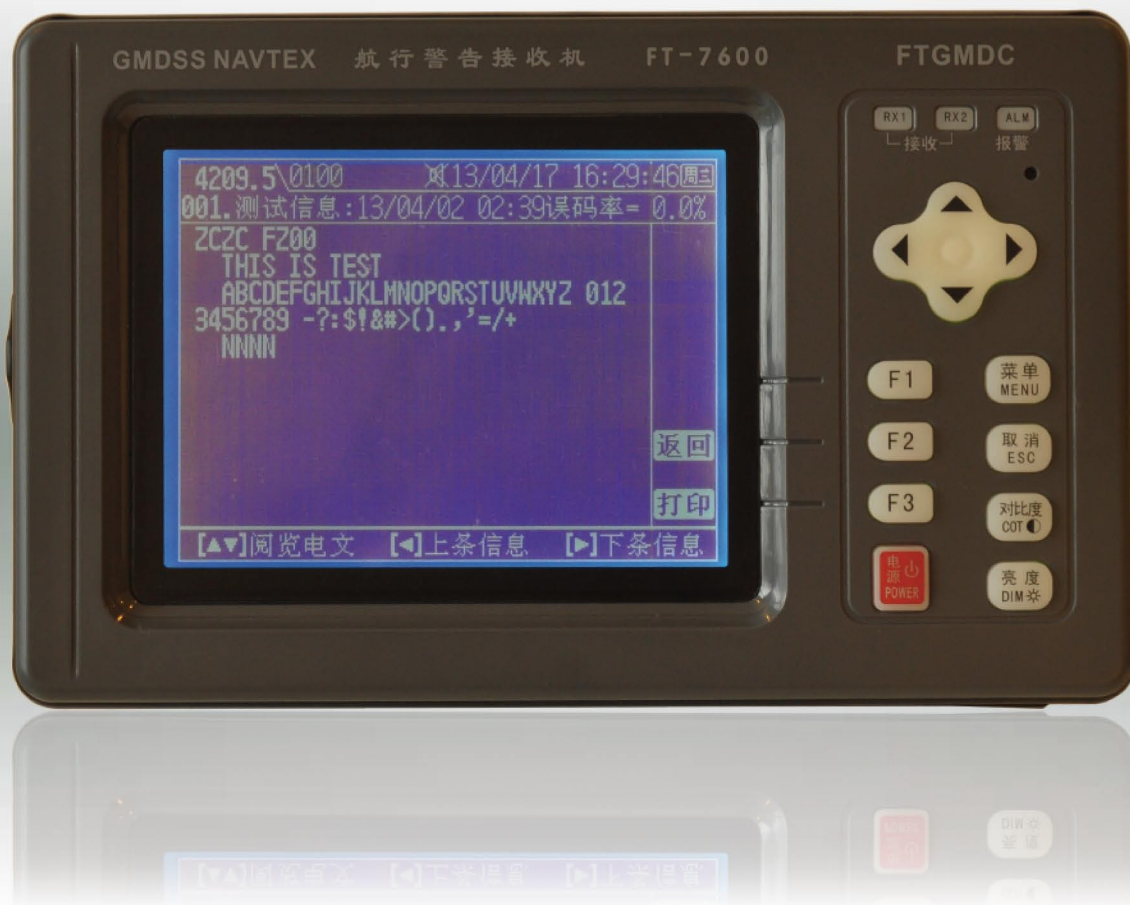 GMDSS NAVTEX 航行警告接收机 FT-7600 FTGMDC
RX1 RX2 ALM
接收 报警
4209.5\0100 13/04/17 16:29:46周三
001.测试信息:13/04/02 02:39误码率= 0.0%
ZCZC FZ00
THIS IS TEST
ABCDEFGHIJKLMNOPQRSTUVWXYZ 012
3456789 -?:$!&#>().,'=/+
NNNN
返回
打印
[▲▼]阅览电文 [◀]上条信息 [▶]下条信息
F1 菜单
MENU
F2 取消
ESC
F3 对比度
COT
电源
POWER
亮度
DIM